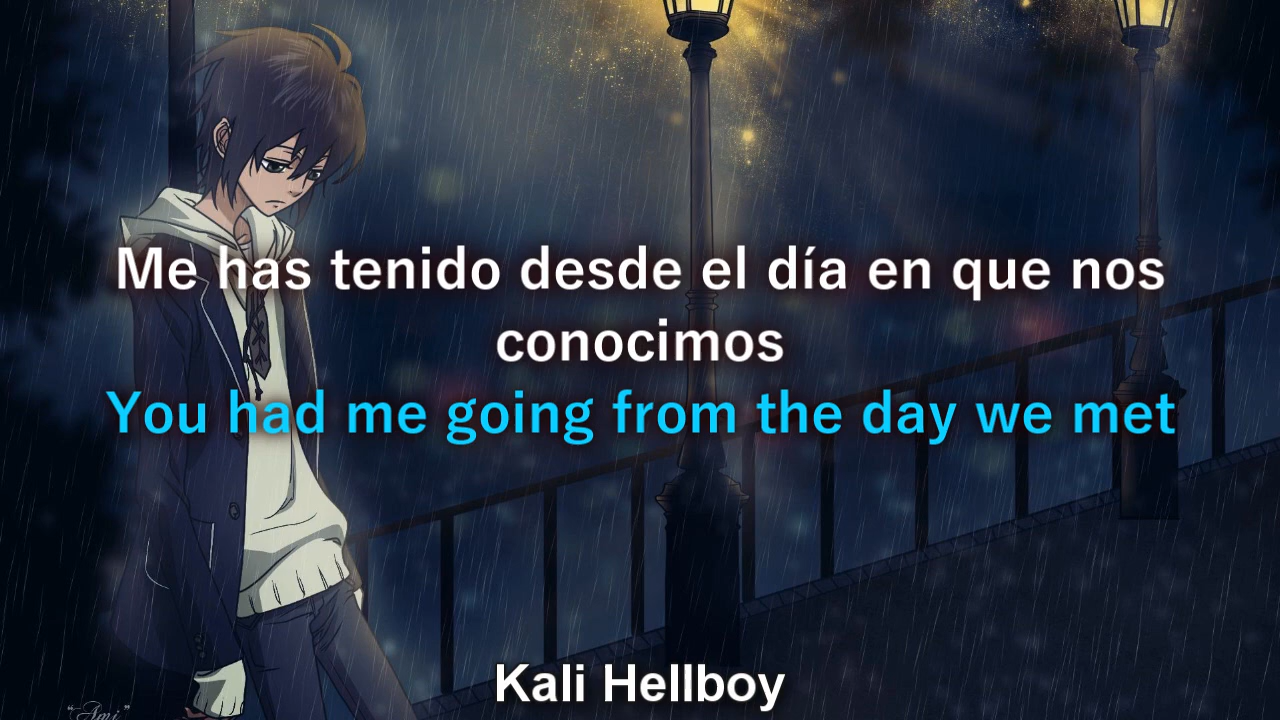 Me has tenido desde el día en que nos
conocimos
You had me going from the day we met
Kali Hellboy
"Ami"